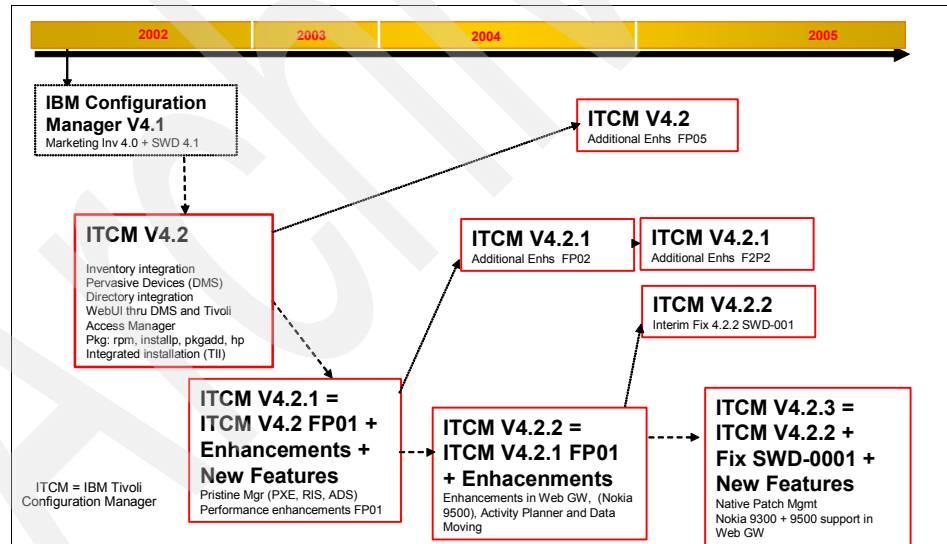 2002
2003
2004
2005
IBM Configuration
Manager V4.1
Marketing Inv 4.0 + SWD 4.1
ITCM V4.2
Additional Enhs FP05
ITCM V4.2
Inventory integration
Pervasive Devices (DMS)
Directory integration
WebUI thru DMS and Tivoli
Access Manager
Pkg: rpm, installp, pkgadd, hp
Integrated installation (TII)
ITCM V4.2.1
Additional Enhs FP02
ITCM V4.2.1
Additional Enhs F2P2
ITCM V4.2.2
Interim Fix 4.2.2 SWD-001
ITCM V4.2.1 =
ITCM V4.2 FP01 +
Enhancements +
New Features
Pristine Mgr (PXE, RIS, ADS)
Performance enhancements FP01
ITCM V4.2.2 =
ITCM V4.2.1 FP01
+ Enhacenments
Enhancements in Web GW, (Nokia
9500), Activity Planner and Data
Moving
ITCM V4.2.3 =
ITCM V4.2.2 +
Fix SWD-0001 +
New Features
Native Patch Mgmt
Nokia 9300 + 9500 support in
Web GW
ITCM = IBM Tivoli
Configuration Manager